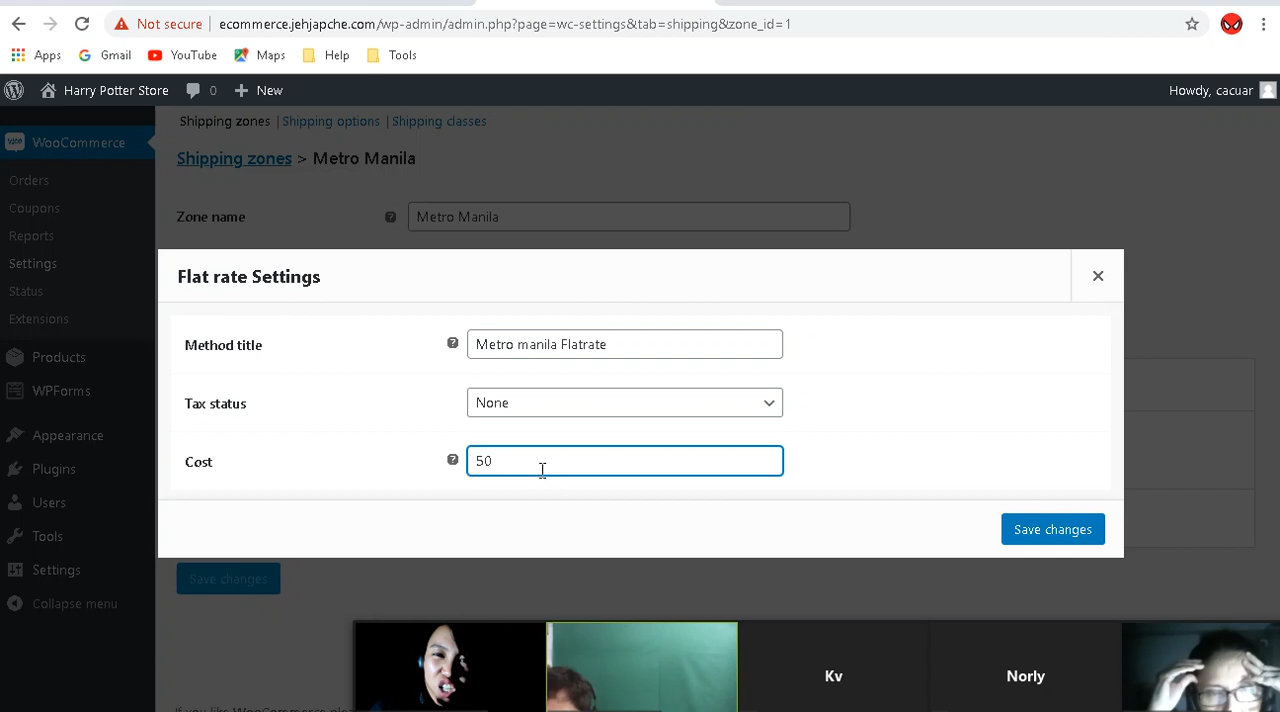 Not secure ecommerce.jehjapche.com/wp-admin/admin.php?page=wc-settings&tab=shipping&zone_id=1
Apps Gmail YouTube Maps Help Tools
Harry Potter Store 0 + New Howdy, cacuar
Shipping zones | Shipping options | Shipping classes
WooCommerce
Shipping zones > Metro Manila
Orders
Coupons
Zone name Metro Manila
Reports
Settings
Status
Extensions
Products
WPForms
Appearance
Plugins
Users
Tools
Settings
Collapse menu
Flat rate Settings
Method title Metro manila Flatrate
Tax status None
Cost 50
Save changes
Save changes
Kv
Norly
If you like WooCommerce